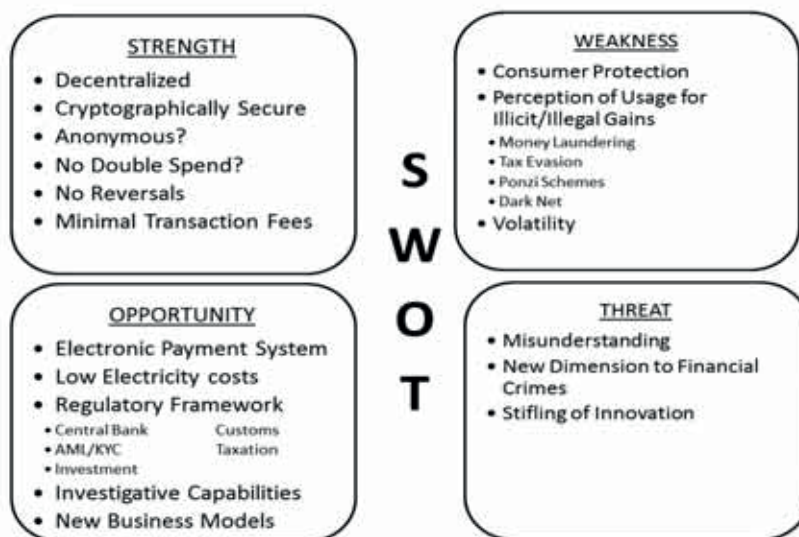 STRENGTH
• Decentralized
• Cryptographically Secure
• Anonymous?
• No Double Spend?
• No Reversals
• Minimal Transaction Fees
WEAKNESS
• Consumer Protection
• Perception of Usage for
Illicit/Illegal Gains
• Money Laundering
• Tax Evasion
• Ponzi Schemes
• Dark Net
• Volatility
S
W
O
T
OPPORTUNITY
• Electronic Payment System
• Low Electricity costs
• Regulatory Framework
• Central Bank Customs
• AML/KYC Taxation
• Investment
• Investigative Capabilities
• New Business Models
THREAT
• Misunderstanding
• New Dimension to Financial
Crimes
• Stifling of Innovation